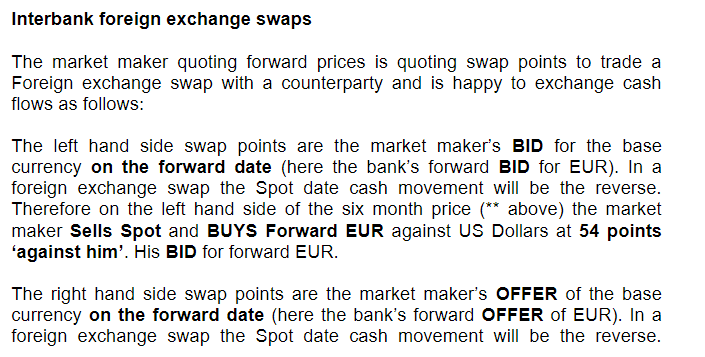 Interbank foreign exchange swaps
The market maker quoting forward prices is quoting swap points to trade a
Foreign exchange swap with a counterparty and is happy to exchange cash
flows as follows:
The left hand side swap points are the market maker's BID for the base
currency on the forward date (here the bank's forward BID for EUR). In a
foreign exchange swap the Spot date cash movement will be the reverse.
Therefore on the left hand side of the six month price (** above) the market
maker Sells Spot and BUYS Forward EUR against US Dollars at 54 points
'against him'. His BID for forward EUR.
The right hand side swap points are the market maker's OFFER of the base
currency on the forward date (here the bank's forward OFFER of EUR). In a
foreign exchange swap the Spot date cash movement will be the reverse.